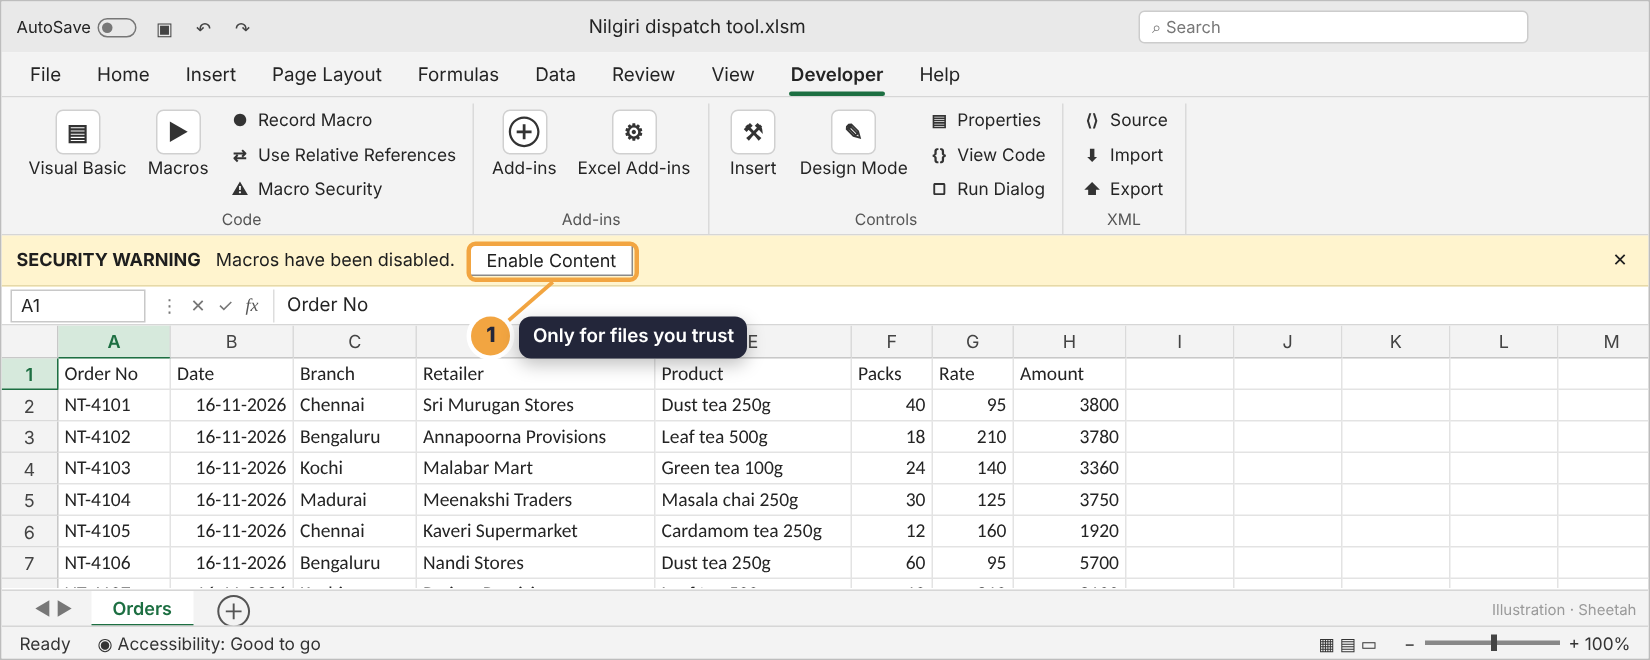 AutoSave
Nilgiri dispatch tool.xlsm
Search
File Home Insert Page Layout Formulas Data Review View Developer Help
Visual Basic
Macros
Record Macro
Use Relative References
Macro Security
Code
Add-ins
Excel Add-ins
Add-ins
Insert
Design Mode
Properties
View Code
Run Dialog
Controls
Source
Import
Export
XML
SECURITY WARNING Macros have been disabled. Enable Content
A1 fx Order No
1 Only for files you trust
A B C E F G H I J K L M
1 Order No Date Branch Retailer Product Packs Rate Amount
2 NT-4101 16-11-2026 Chennai Sri Murugan Stores Dust tea 250g 40 95 3800
3 NT-4102 16-11-2026 Bengaluru Annapoorna Provisions Leaf tea 500g 18 210 3780
4 NT-4103 16-11-2026 Kochi Malabar Mart Green tea 100g 24 140 3360
5 NT-4104 16-11-2026 Madurai Meenakshi Traders Masala chai 250g 30 125 3750
6 NT-4105 16-11-2026 Chennai Kaveri Supermarket Cardamom tea 250g 12 160 1920
7 NT-4106 16-11-2026 Bengaluru Nandi Stores Dust tea 250g 60 95 5700
Orders
Illustration · Sheetah
Ready Accessibility: Good to go
− + 100%